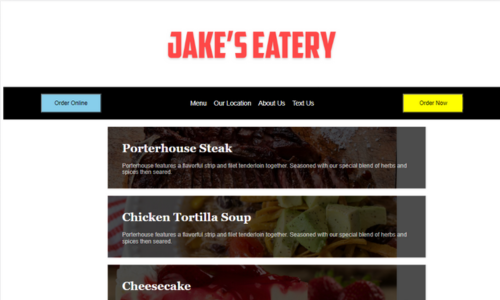 JAKE'S EATERY
Order Online
Menu Our Location About Us Text Us
Order Now
Porterhouse Steak
Porterhouse features a flavorful strip and filet tenderloin together. Seasoned with our special blend of herbs and
spices then seared.
Chicken Tortilla Soup
Porterhouse features a flavorful strip and filet tenderloin together. Seasoned with our special blend of herbs and
spices then seared.
Cheesecake